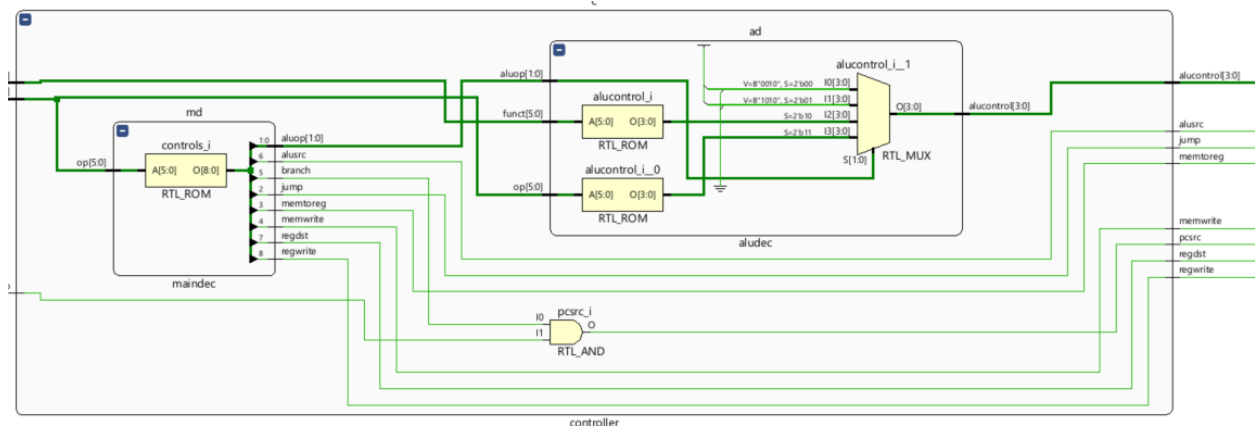 c
ad
aluop[1:0]
alucontrol_i__1
V=B"0010", S=2'b00
I0[3:0]
V=B"1010", S=2'b01
I1[3:0]
S=2'b10
I2[3:0]
S=2'b11
I3[3:0]
O[3:0]
S[1:0]
RTL_MUX
alucontrol[3:0]
alucontrol[3:0]
alucontrol_i
funct[5:0]
A[5:0]
O[3:0]
RTL_ROM
alucontrol_i__0
op[5:0]
A[5:0]
O[3:0]
RTL_ROM
aludec
md
controls_i
op[5:0]
A[5:0]
O[8:0]
RTL_ROM
1:0
aluop[1:0]
6
alusrc
5
branch
2
jump
3
memtoreg
4
memwrite
7
regdst
8
regwrite
maindec
alusrc
jump
memtoreg
memwrite
pcsrc
regdst
regwrite
pcsrc_i
I0
I1
O
RTL_AND
controller